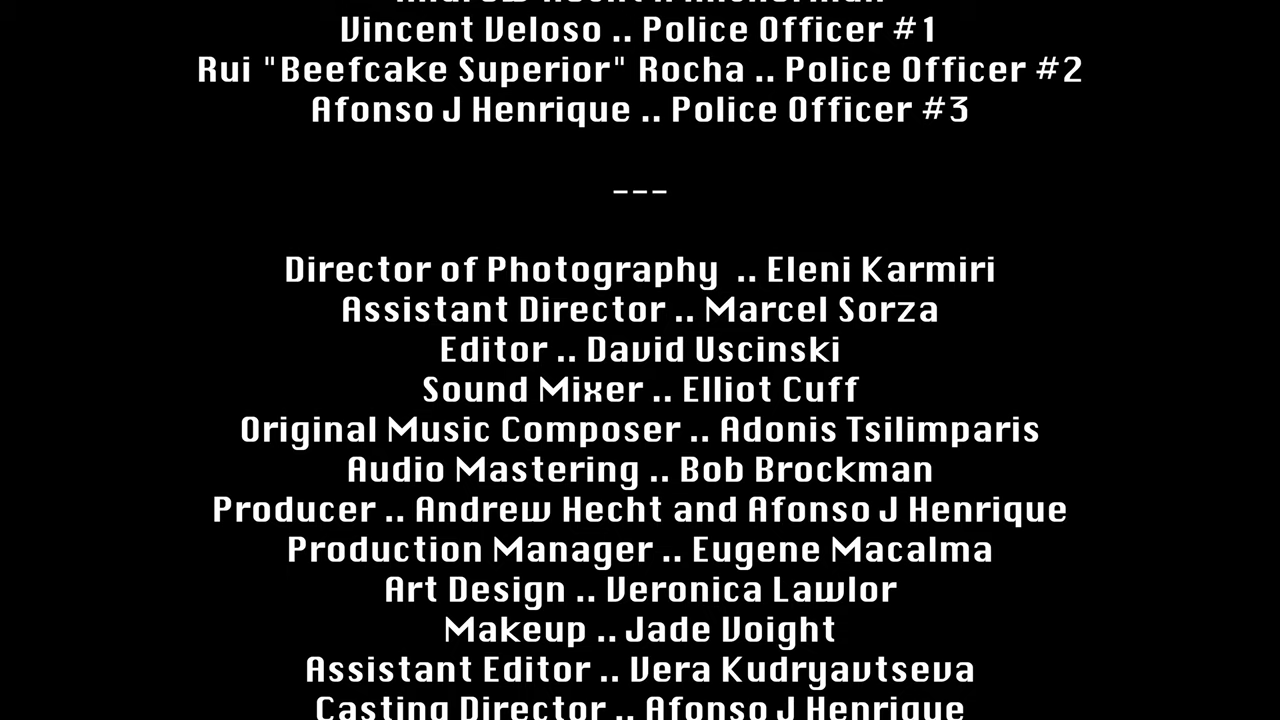 Vincent Veloso .. Police Officer #1
Rui "Beefcake Superior" Rocha .. Police Officer #2
Afonso J Henrique .. Police Officer #3
---
Director of Photography  .. Eleni Karmiri
Assistant Director .. Marcel Sorza
Editor .. David Uscinski
Sound Mixer .. Elliot Cuff
Original Music Composer .. Adonis Tsilimparis
Audio Mastering .. Bob Brockman
Producer .. Andrew Hecht and Afonso J Henrique
Production Manager .. Eugene Macalma
Art Design .. Veronica Lawlor
Makeup .. Jade Voight
Assistant Editor .. Vera Kudryavtseva
Casting Director .. Afonso J Henrique